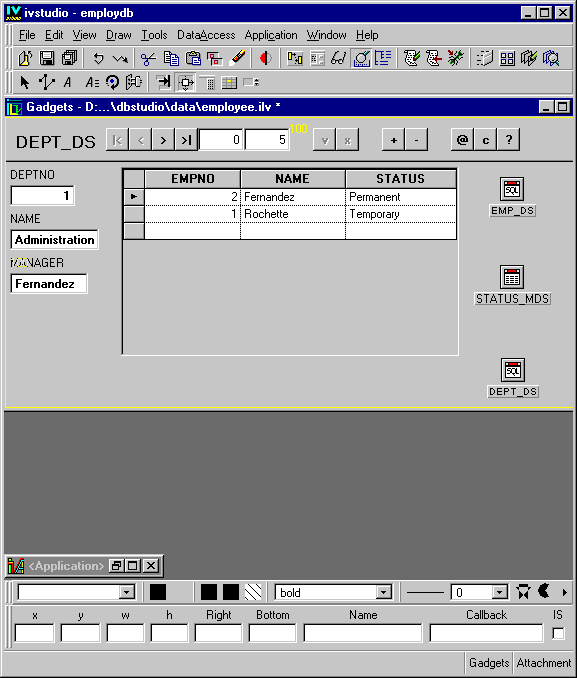 ivstudio - employdb
File Edit View Draw Tools DataAccess Application Window Help
Gadgets - D:...\dbstudio\data\employee.ilv *
DEPT_DS 0 5 100 v x + - @ c ?
DEPTNO
1
NAME
Administration
MANAGER
Fernandez
EMPNO NAME STATUS
2 Fernandez Permanent
1 Rochette Temporary
SQL
EMP_DS
STATUS_MDS
SQL
DEPT_DS
<Application>
bold 0
x y w h Right Bottom Name Callback IS
Gadgets Attachment